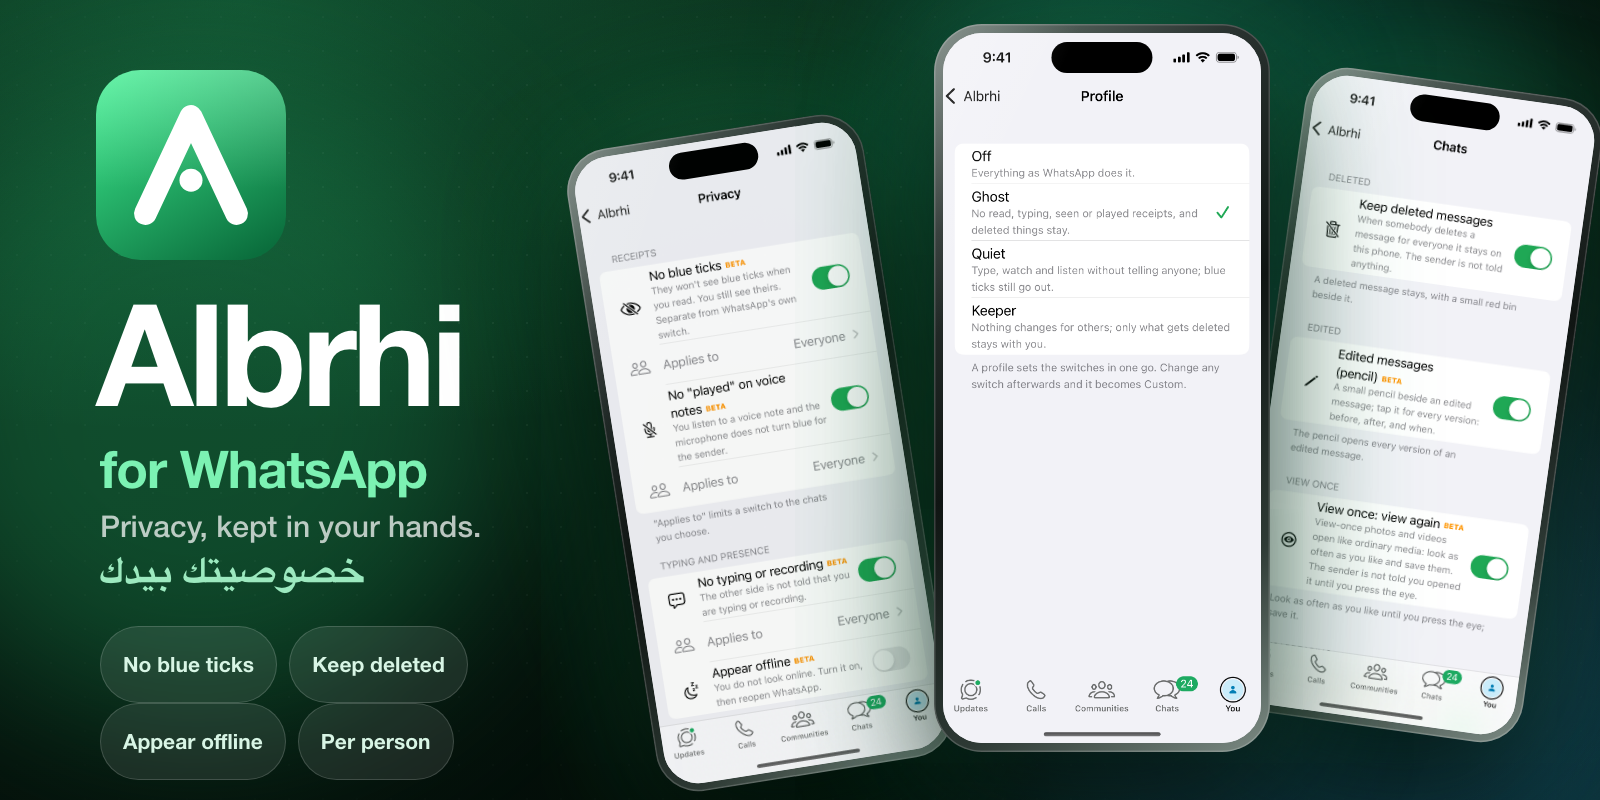 Albrhi
for WhatsApp
Privacy, kept in your hands.
خصوصيتك بيدك
No blue ticks
Keep deleted
Appear offline
Per person
9:41
Albrhi
Privacy
RECEIPTS
No blue ticks BETA
They won't see blue ticks when
you read. You still see theirs.
Separate from WhatsApp's own
switch.
Applies to
Everyone
No "played" on voice
notes BETA
You listen to a voice note and the
microphone does not turn blue for
the sender.
Applies to
Everyone
"Applies to" limits a switch to the chats
you choose.
TYPING AND PRESENCE
No typing or recording BETA
The other side is not told that you
are typing or recording.
Applies to
Everyone
Appear offline BETA
You do not look online. Turn it on,
then reopen WhatsApp.
Updates
Calls
Communities
24
Chats
You
9:41
Albrhi
Profile
Off
Everything as WhatsApp does it.
Ghost
No read, typing, seen or played receipts, and
deleted things stay.
Quiet
Type, watch and listen without telling anyone; blue
ticks still go out.
Keeper
Nothing changes for others; only what gets deleted
stays with you.
A profile sets the switches in one go. Change any
switch afterwards and it becomes Custom.
Updates
Calls
Communities
24
Chats
You
9:41
Albrhi
Chats
DELETED
Keep deleted messages
When somebody deletes a
message for everyone it stays on
this phone. The sender is not told
anything.
A deleted message stays, with a small red bin
beside it.
EDITED
Edited messages
(pencil) BETA
A small pencil beside an edited
message; tap it for every version:
before, after, and when.
The pencil opens every version of an
edited message.
VIEW ONCE
View once: view again BETA
View-once photos and videos
open like ordinary media: look as
often as you like and save them.
The sender is not told you opened
it until you press the eye.
Look as often as you like until you press the eye;
save it.
Calls
Communities
24
Chats
You